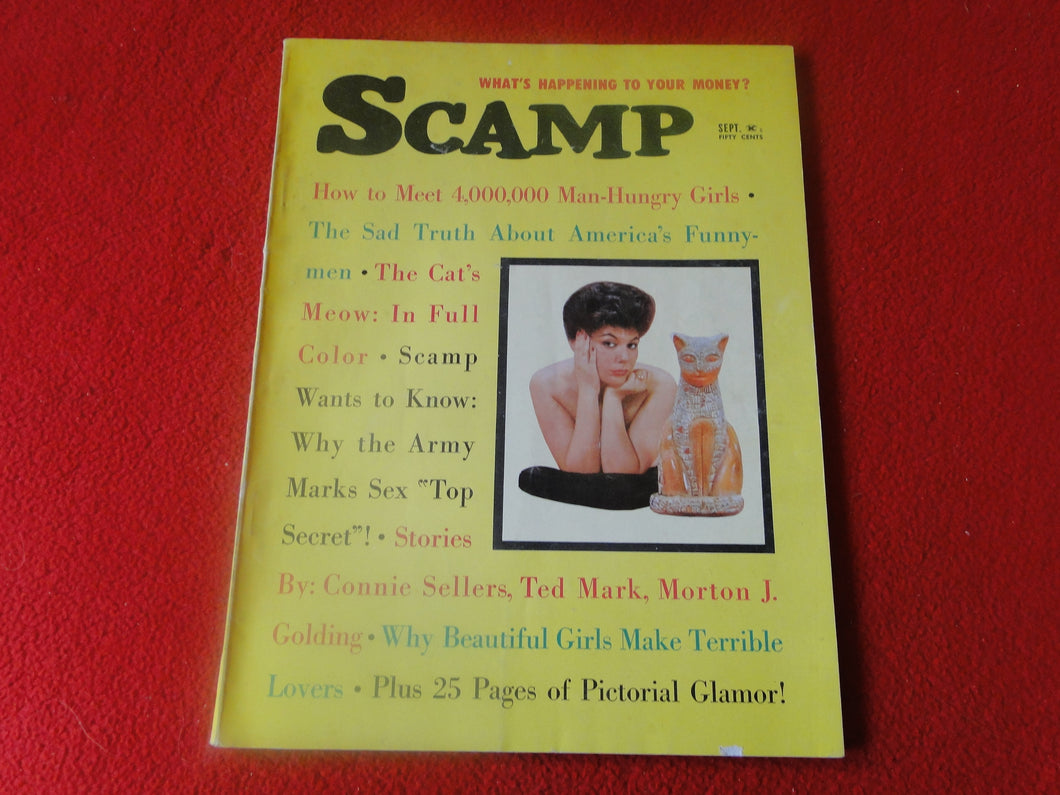 WHAT'S HAPPENING TO YOUR MONEY?
SCAMP
SEPT. K
FIFTY CENTS
How to Meet 4,000,000 Man-Hungry Girls •
The Sad Truth About America's Funny-
men • The Cat's
Meow: In Full
Color • Scamp
Wants to Know:
Why the Army
Marks Sex "Top
Secret"! • Stories
By: Connie Sellers, Ted Mark, Morton J.
Golding • Why Beautiful Girls Make Terrible
Lovers • Plus 25 Pages of Pictorial Glamor!